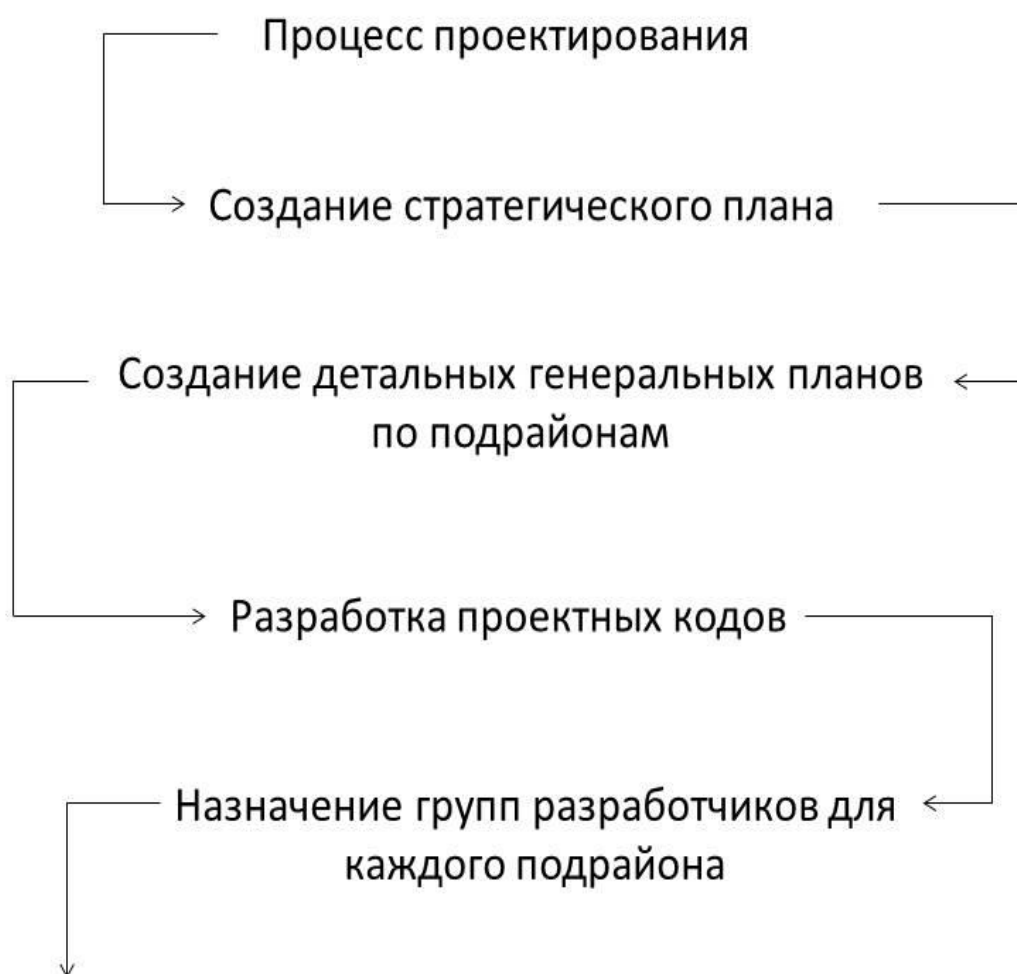 Процесс проектирования
Создание стратегического плана
Создание детальных генеральных планов
по подрайонам
Разработка проектных кодов
Назначение групп разработчиков для
каждого подрайона